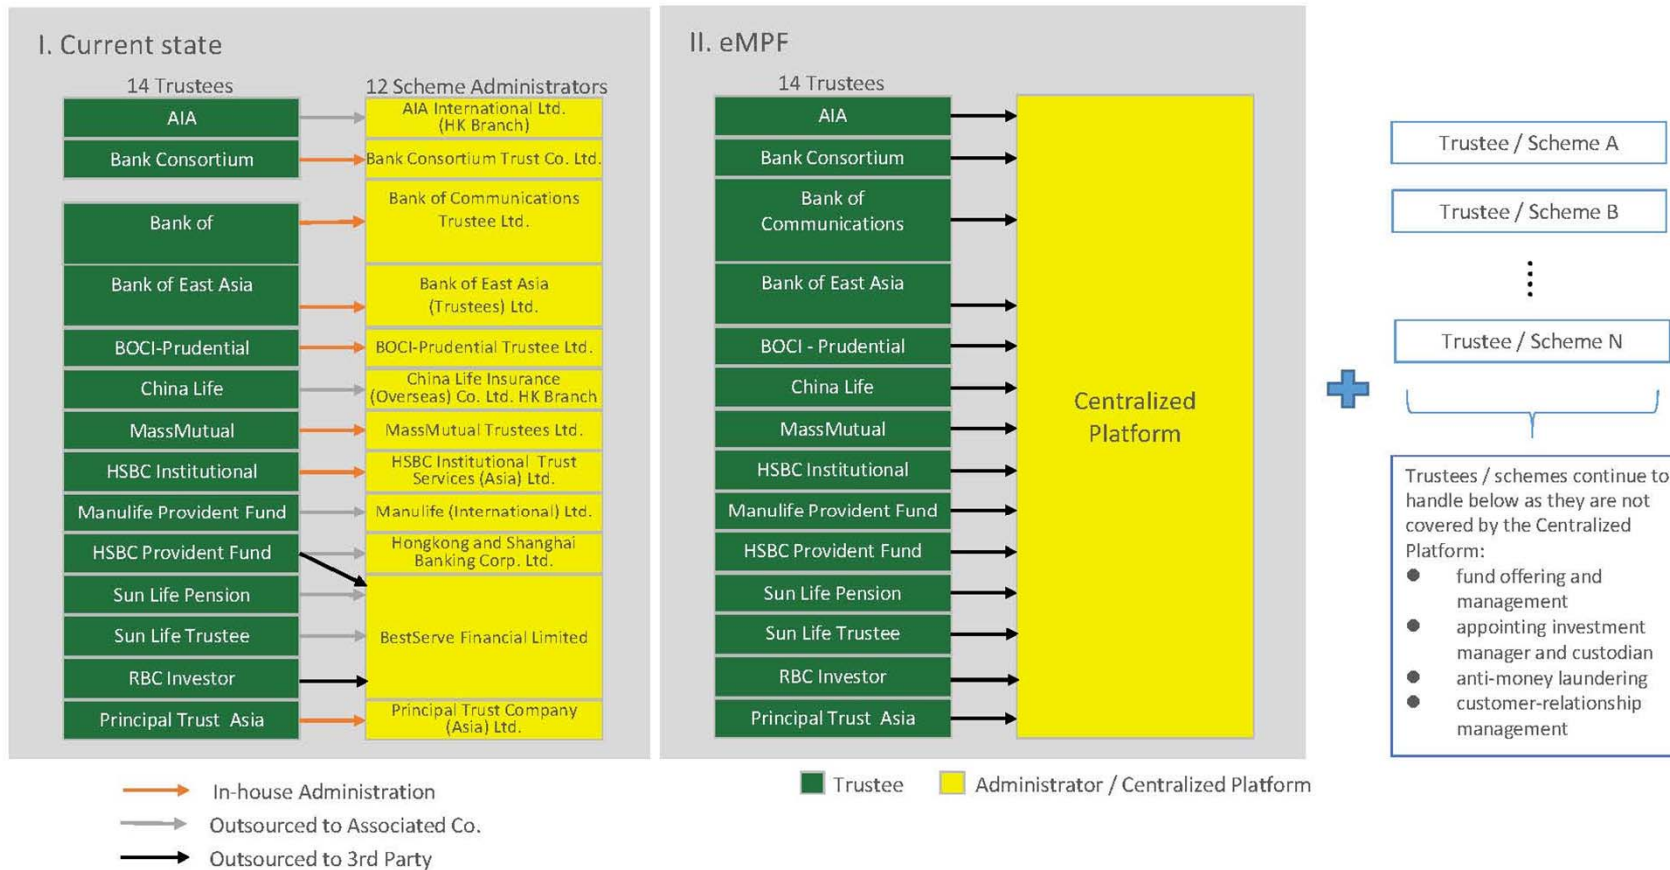 I. Current state
14 Trustees
12 Scheme Administrators
AIA
AIA International Ltd.
(HK Branch)
Bank Consortium
Bank Consortium Trust Co. Ltd.
Bank of
Bank of Communications
Trustee Ltd.
Bank of East Asia
Bank of East Asia
(Trustees) Ltd.
BOCI-Prudential
BOCI-Prudential Trustee Ltd.
China Life
China Life Insurance
(Overseas) Co. Ltd. HK Branch
MassMutual
MassMutual Trustees Ltd.
HSBC Institutional
HSBC Institutional Trust
Services (Asia) Ltd.
Manulife Provident Fund
Manulife (International) Ltd.
HSBC Provident Fund
Hongkong and Shanghai
Banking Corp. Ltd.
Sun Life Pension
Sun Life Trustee
BestServe Financial Limited
RBC Investor
Principal Trust Asia
Principal Trust Company
(Asia) Ltd.
In-house Administration
Outsourced to Associated Co.
Outsourced to 3rd Party
II. eMPF
14 Trustees
AIA
Bank Consortium
Bank of
Communications
Bank of East Asia
BOCI - Prudential
China Life
MassMutual
HSBC Institutional
Manulife Provident Fund
HSBC Provident Fund
Sun Life Pension
Sun Life Trustee
RBC Investor
Principal Trust Asia
Centralized
Platform
Trustee
Administrator / Centralized Platform
Trustee / Scheme A
Trustee / Scheme B
Trustee / Scheme N
Trustees / schemes continue to
handle below as they are not
covered by the Centralized
Platform:
● fund offering and
management
● appointing investment
manager and custodian
● anti-money laundering
● customer-relationship
management